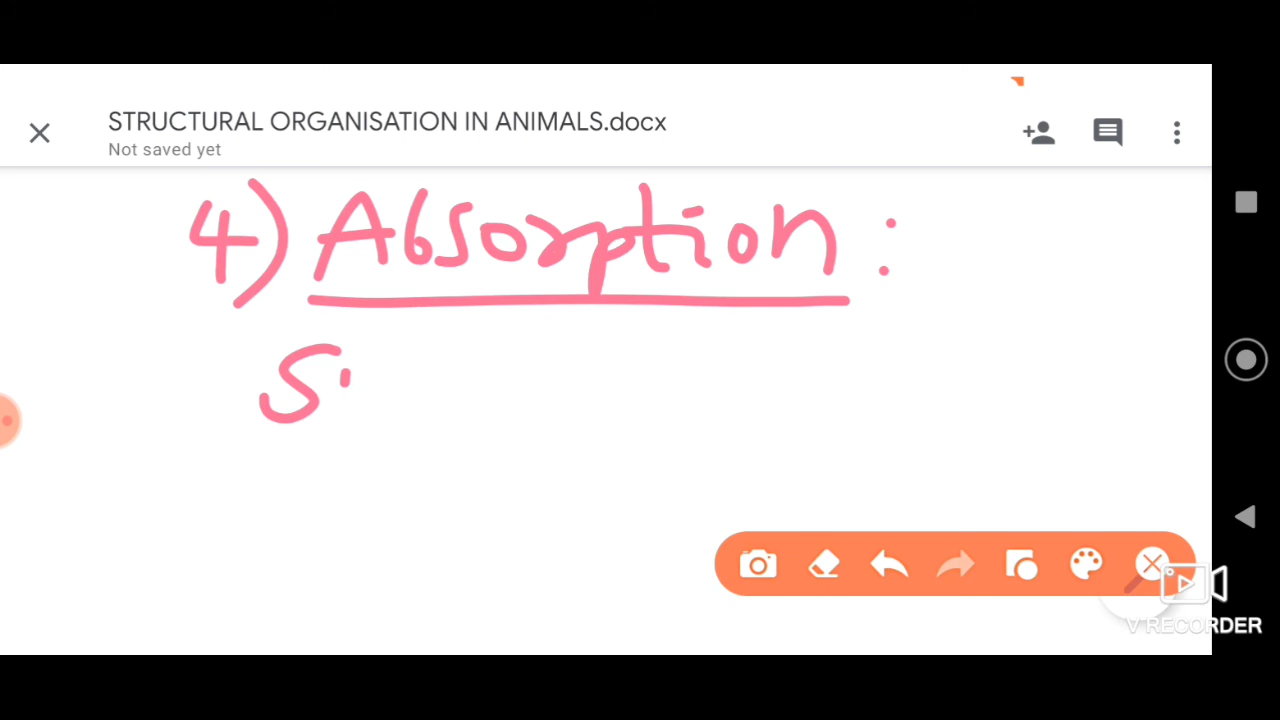 STRUCTURAL ORGANISATION IN ANIMALS.docx
Not saved yet
4) Absorption :
S
V RECORDER